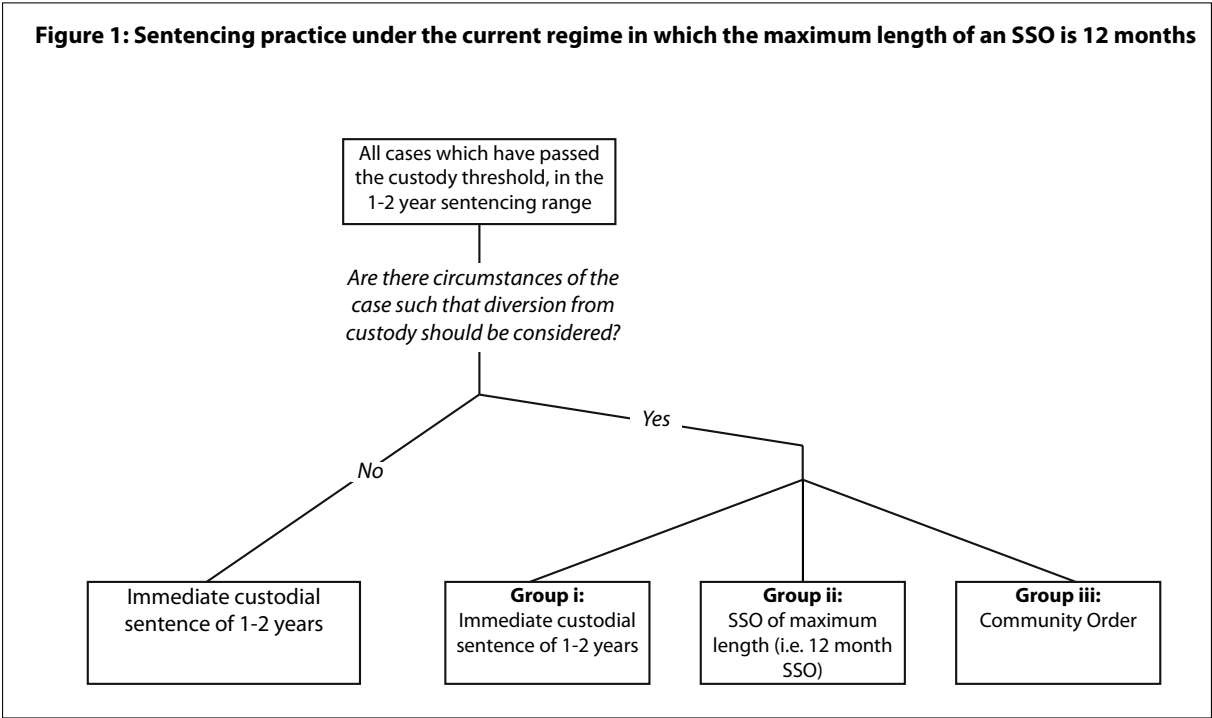 Figure 1: Sentencing practice under the current regime in which the maximum length of an SSO is 12 months
All cases which have passed
the custody threshold, in the
1-2 year sentencing range
Are there circumstances of the
case such that diversion from
custody should be considered?
Yes
No
Immediate custodial
sentence of 1-2 years
Group i:
Immediate custodial
sentence of 1-2 years
Group ii:
SSO of maximum
length (i.e. 12 month
SSO)
Group iii:
Community Order